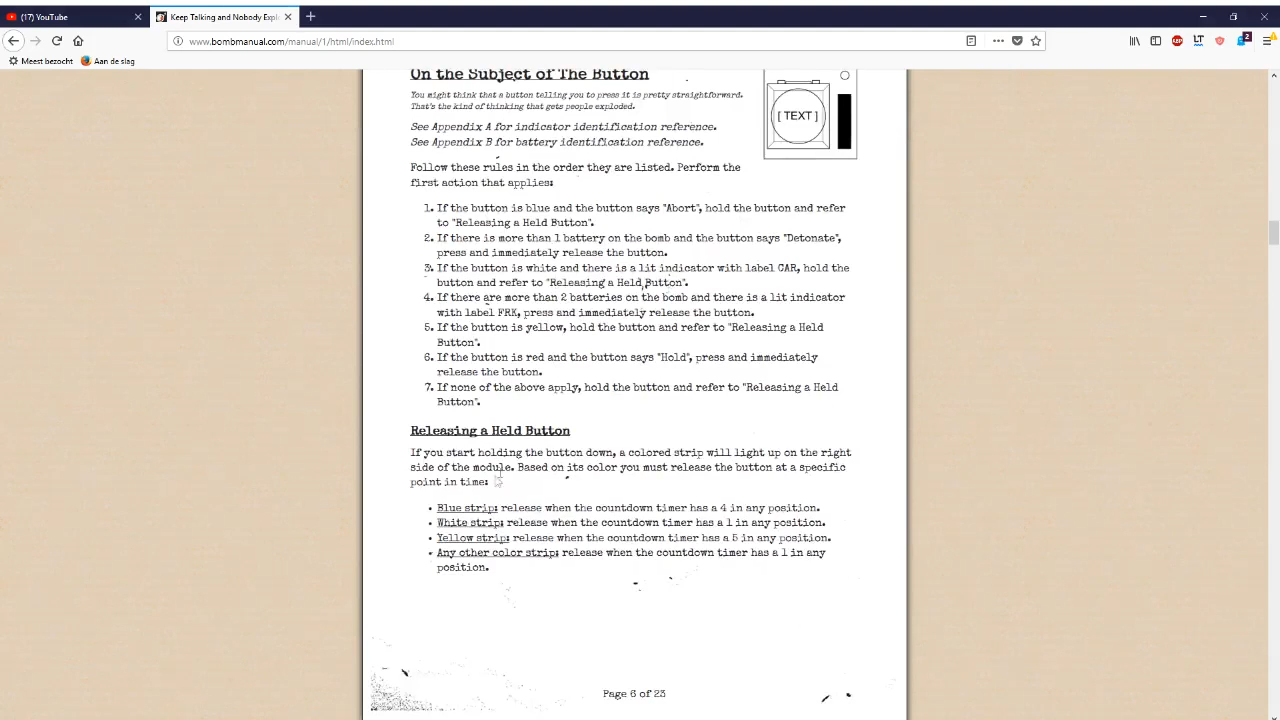 (17) YouTube
Keep Talking and Nobody Expl
www.bombmanual.com/manual/1/html/index.html
2
Meest bezocht Aan de slag
On the Subject of The Button
You might think that a button telling you to press it is pretty straightforward.
That's the kind of thinking that gets people exploded.
See Appendix A for indicator identification reference.
See Appendix B for battery identification reference.
[ TEXT ]
Follow these rules in the order they are listed. Perform the
first action that applies:
1. If the button is blue and the button says "Abort", hold the button and refer
to "Releasing a Held Button".
2. If there is more than 1 battery on the bomb and the button says "Detonate",
press and immediately release the button.
3. If the button is white and there is a lit indicator with label CAR, hold the
button and refer to "Releasing a Held Button".
4. If there are more than 2 batteries on the bomb and there is a lit indicator
with label FRK, press and immediately release the button.
5. If the button is yellow, hold the button and refer to "Releasing a Held
Button".
6. If the button is red and the button says "Hold", press and immediately
release the button.
7. If none of the above apply, hold the button and refer to "Releasing a Held
Button".
Releasing a Held Button
If you start holding the button down, a colored strip will light up on the right
side of the module. Based on its color you must release the button at a specific
point in time:
• Blue strip: release when the countdown timer has a 4 in any position.
• White strip: release when the countdown timer has a 1 in any position.
• Yellow strip: release when the countdown timer has a 5 in any position.
• Any other color strip: release when the countdown timer has a 1 in any
position.
Page 6 of 23